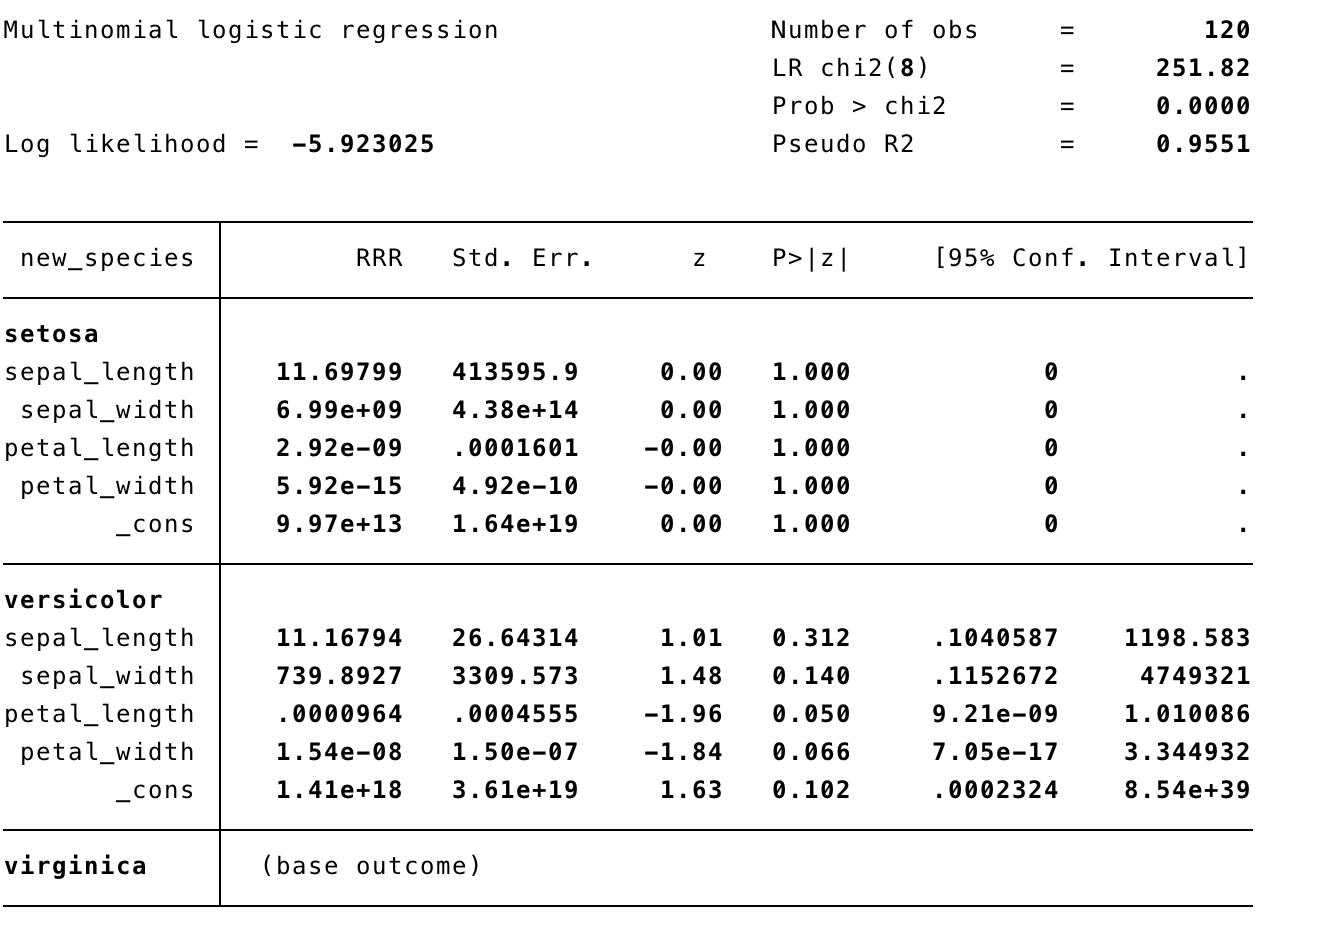 Multinomial logistic regression Number of obs = 120
LR chi2(8) = 251.82
Prob > chi2 = 0.0000
Log likelihood = -5.923025 Pseudo R2 = 0.9551
new_species RRR Std. Err. z P>|z| [95% Conf. Interval]
setosa
sepal_length 11.69799 413595.9 0.00 1.000 0 .
sepal_width 6.99e+09 4.38e+14 0.00 1.000 0 .
petal_length 2.92e-09 .0001601 -0.00 1.000 0 .
petal_width 5.92e-15 4.92e-10 -0.00 1.000 0 .
_cons 9.97e+13 1.64e+19 0.00 1.000 0 .
versicolor
sepal_length 11.16794 26.64314 1.01 0.312 .1040587 1198.583
sepal_width 739.8927 3309.573 1.48 0.140 .1152672 4749321
petal_length .0000964 .0004555 -1.96 0.050 9.21e-09 1.010086
petal_width 1.54e-08 1.50e-07 -1.84 0.066 7.05e-17 3.344932
_cons 1.41e+18 3.61e+19 1.63 0.102 .0002324 8.54e+39
virginica (base outcome)